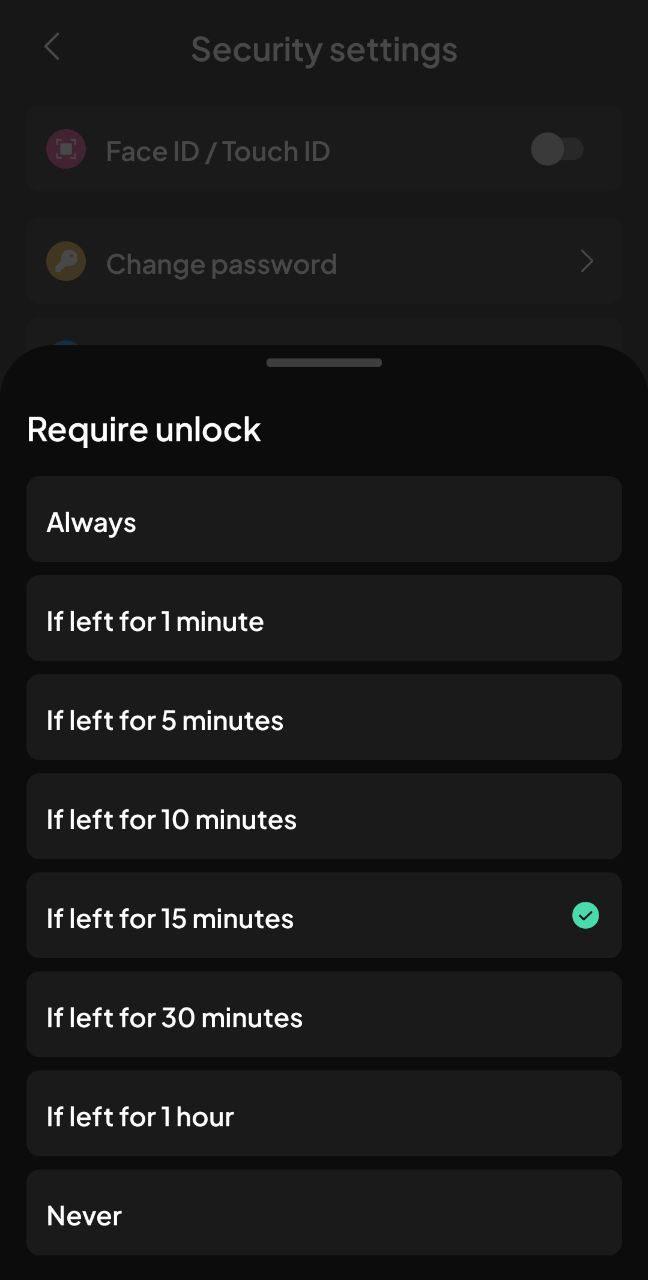 Security settings
Face ID / Touch ID
Change password
Require unlock
Always
If left for 1 minute
If left for 5 minutes
If left for 10 minutes
If left for 15 minutes
If left for 30 minutes
If left for 1 hour
Never